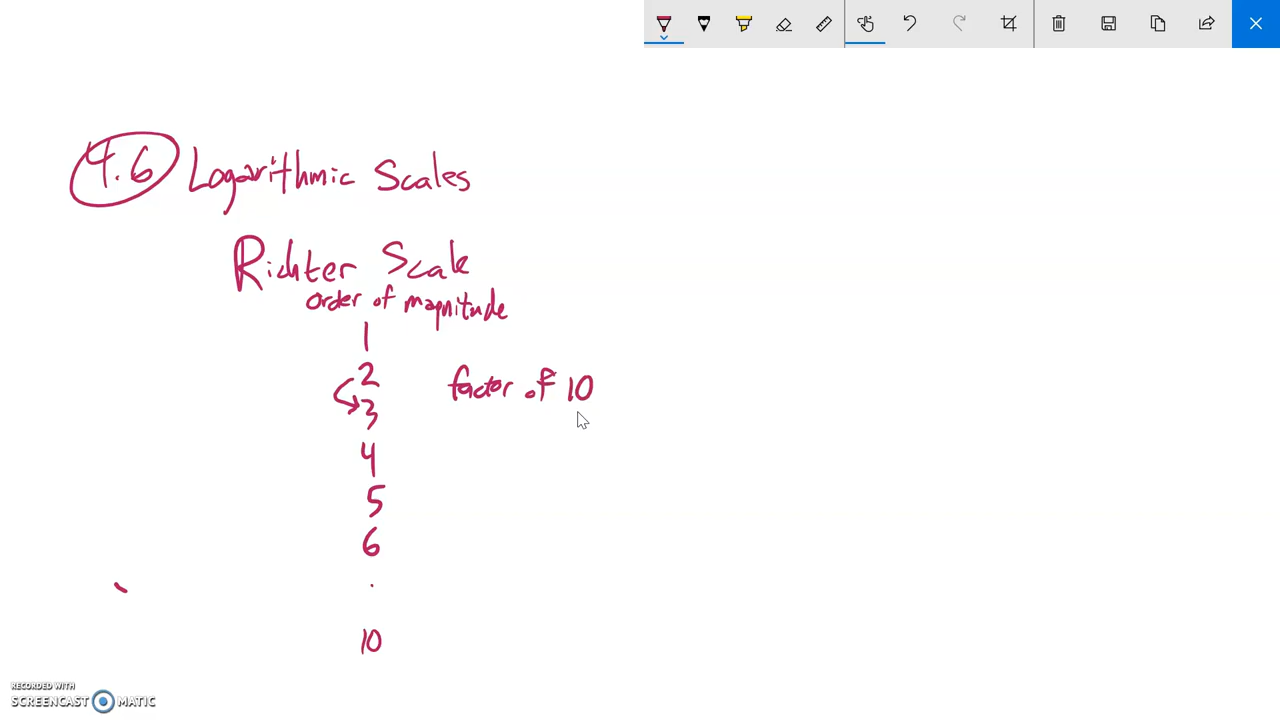 4.6 Logarithmic Scales
Richter Scale
order of magnitude
1
2
factor of 10
3
4
5
6
.
10
RECORDED WITH
SCREENCAST MATIC